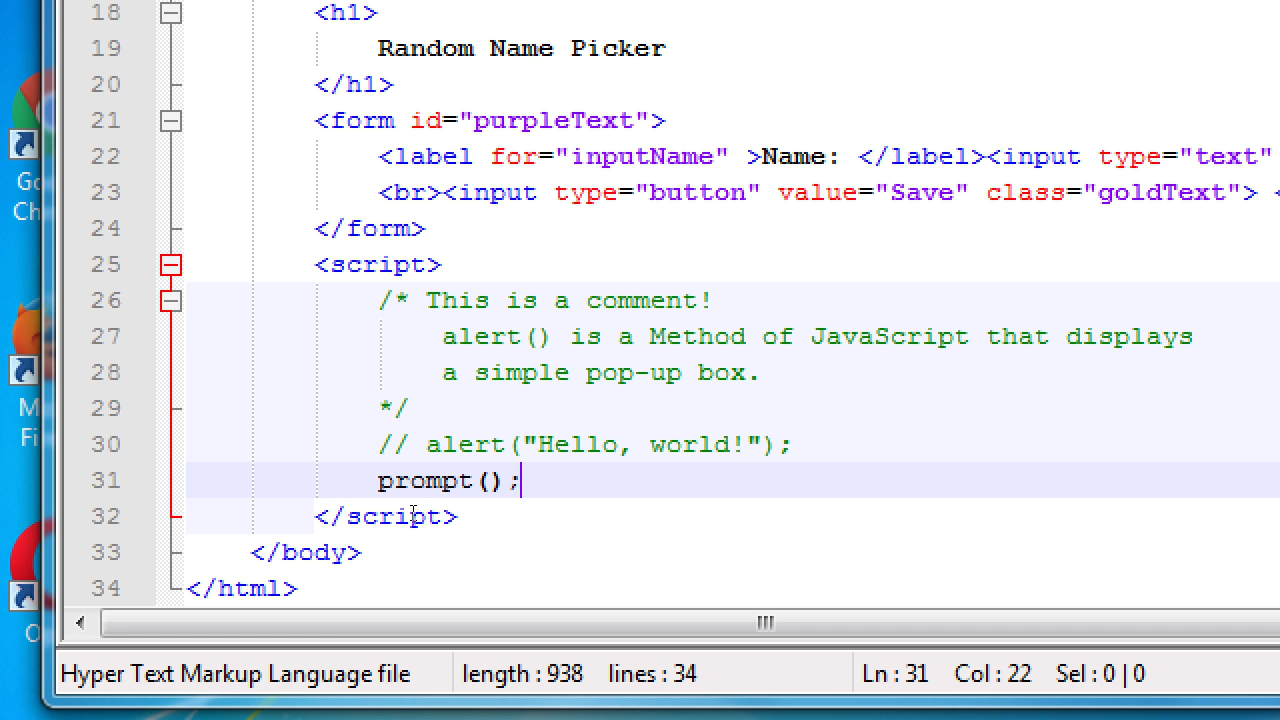 18 <h1>
19 Random Name Picker
20 </h1>
21 <form id="purpleText">
22 <label for="inputName" >Name: </label><input type="text"
23 <br><input type="button" value="Save" class="goldText"> <
24 </form>
25 <script>
26 /* This is a comment!
27 alert() is a Method of JavaScript that displays
28 a simple pop-up box.
29 */
30 // alert("Hello, world!");
31 prompt();
32 </script>
33 </body>
34 </html>
Hyper Text Markup Language file length : 938 lines : 34 Ln : 31 Col : 22 Sel : 0 | 0